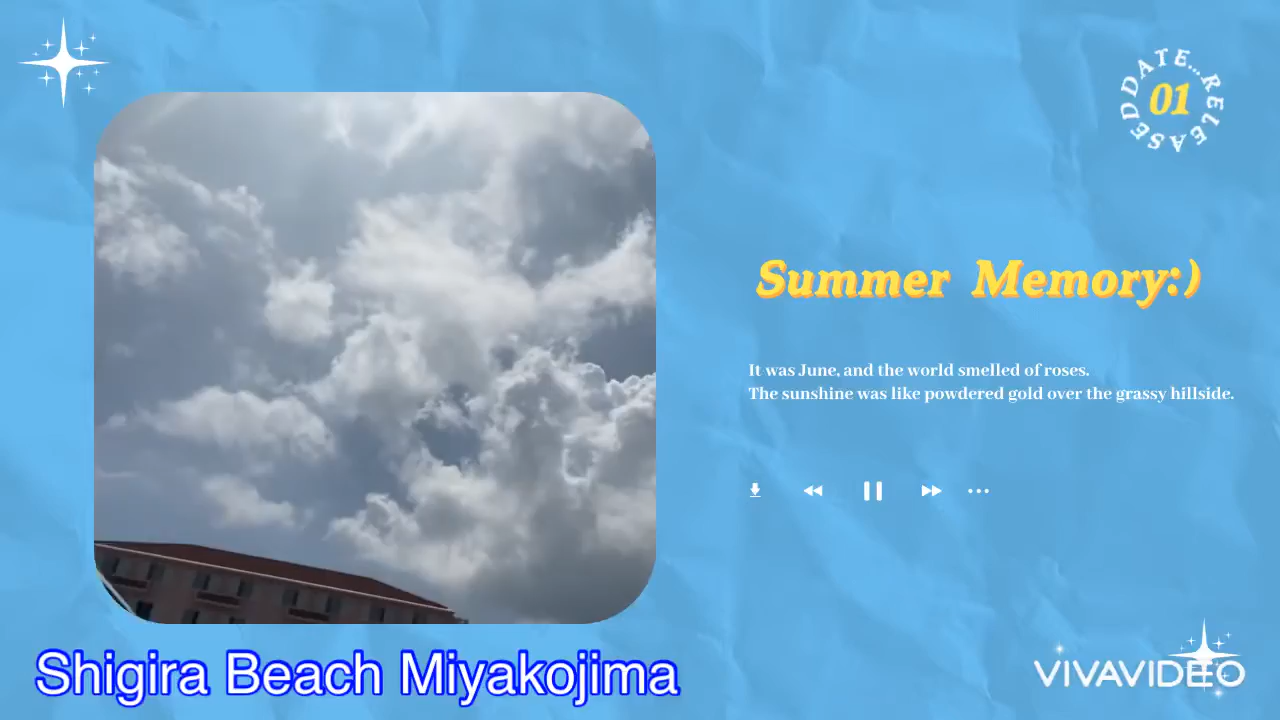 DATE... RELEASED
01
Summer Memory:)
It was June, and the world smelled of roses.
The sunshine was like powdered gold over the grassy hillside.
Shigira Beach Miyakojima
VIVAVIDEO